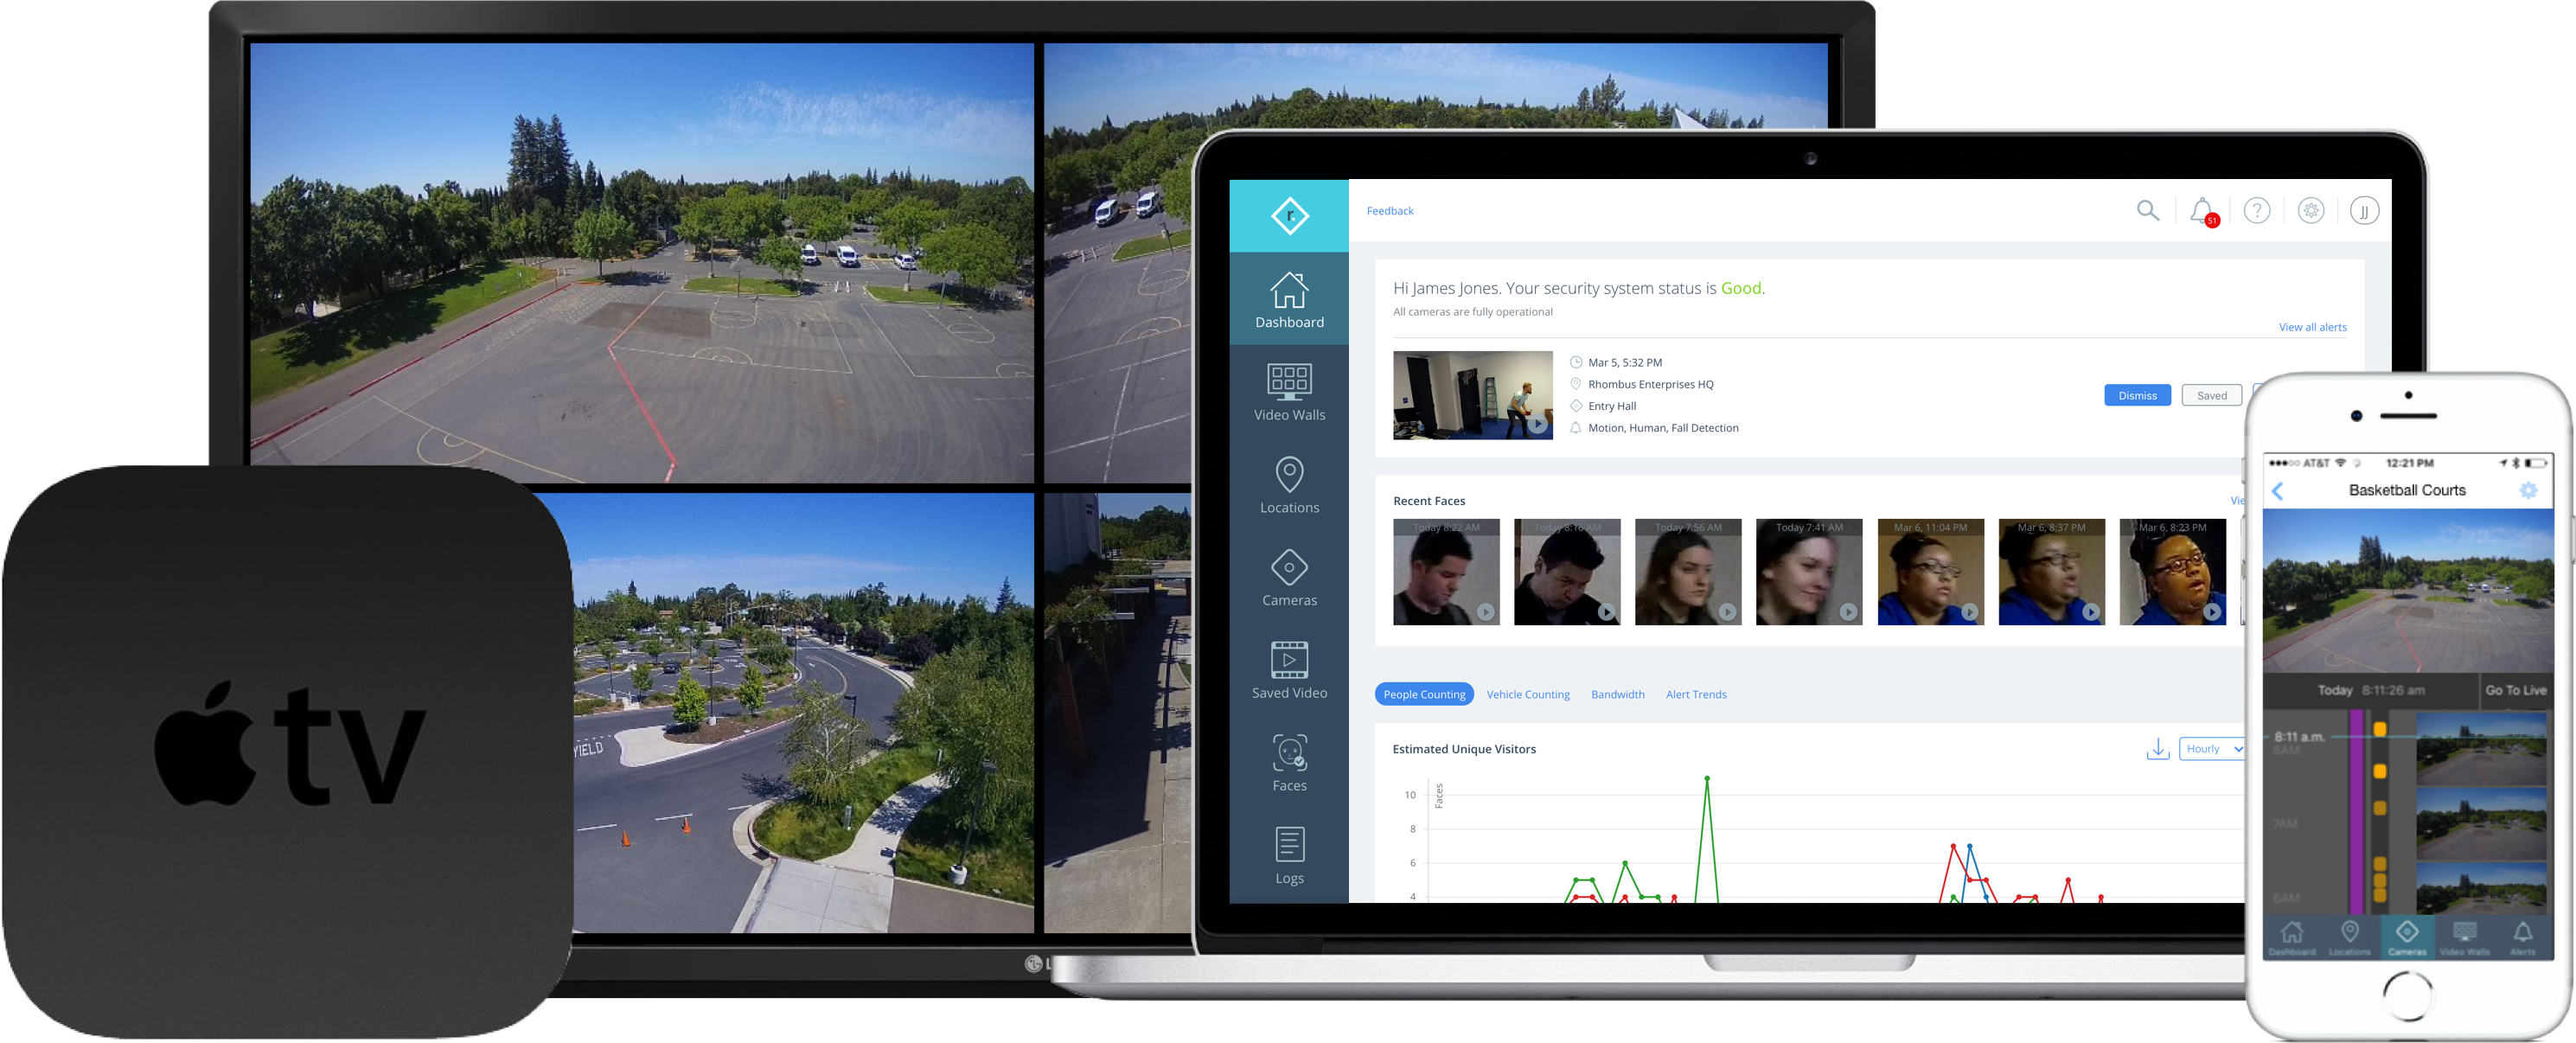 tv
YIELD
r.
Feedback
51
?
JJ
Dashboard
Video Walls
Locations
Cameras
Saved Video
Faces
Logs
Hi James Jones. Your security system status is Good.
All cameras are fully operational
View all alerts
Mar 5, 5:32 PM
Rhombus Enterprises HQ
Entry Hall
Motion, Human, Fall Detection
Dismiss
Saved
Recent Faces
Today 8:22 AM
Today 8:16 AM
Today 7:56 AM
Today 7:41 AM
Mar 6, 11:04 PM
Mar 6, 8:37 PM
Mar 6, 8:23 PM
People Counting
Vehicle Counting
Bandwidth
Alert Trends
Estimated Unique Visitors
Hourly
10
8
6
4
Faces
AT&T 12:21 PM
Basketball Courts
Today 8:11:26 am
Go To Live
8:11 a.m.
8AM
7AM
6AM
Dashboard
Locations
Cameras
Video Walls
Alerts